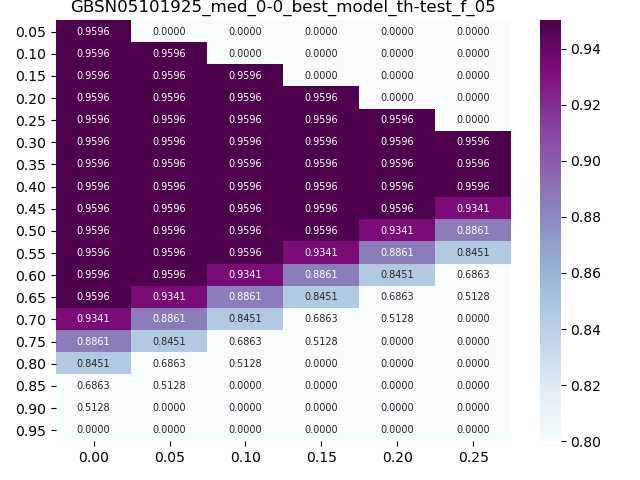 GBSN05101925_med_0-0_best_model_th-test_f_05
0.05 0.9596 0.0000 0.0000 0.0000 0.0000 0.0000
0.10 0.9596 0.9596 0.0000 0.0000 0.0000 0.0000
0.15 0.9596 0.9596 0.9596 0.0000 0.0000 0.0000
0.20 0.9596 0.9596 0.9596 0.9596 0.0000 0.0000
0.25 0.9596 0.9596 0.9596 0.9596 0.9596 0.0000
0.30 0.9596 0.9596 0.9596 0.9596 0.9596 0.9596
0.35 0.9596 0.9596 0.9596 0.9596 0.9596 0.9596
0.40 0.9596 0.9596 0.9596 0.9596 0.9596 0.9596
0.45 0.9596 0.9596 0.9596 0.9596 0.9596 0.9341
0.50 0.9596 0.9596 0.9596 0.9596 0.9341 0.8861
0.55 0.9596 0.9596 0.9596 0.9341 0.8861 0.8451
0.60 0.9596 0.9596 0.9341 0.8861 0.8451 0.6863
0.65 0.9596 0.9341 0.8861 0.8451 0.6863 0.5128
0.70 0.9341 0.8861 0.8451 0.6863 0.5128 0.0000
0.75 0.8861 0.8451 0.6863 0.5128 0.0000 0.0000
0.80 0.8451 0.6863 0.5128 0.0000 0.0000 0.0000
0.85 0.6863 0.5128 0.0000 0.0000 0.0000 0.0000
0.90 0.5128 0.0000 0.0000 0.0000 0.0000 0.0000
0.95 0.0000 0.0000 0.0000 0.0000 0.0000 0.0000
0.00 0.05 0.10 0.15 0.20 0.25
0.94
0.92
0.90
0.88
0.86
0.84
0.82
0.80